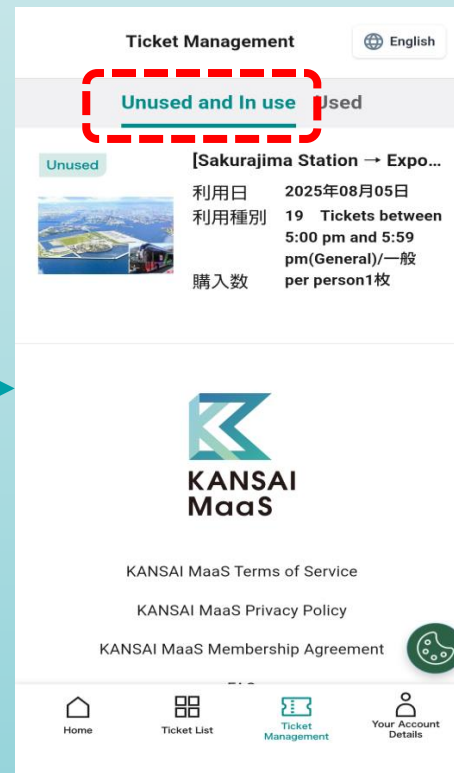 Ticket Management
English
Unused and In use
Used
Unused
[Sakurajima Station → Expo...
利用日 2025年08月05日
利用種別 19 Tickets between
5:00 pm and 5:59
pm(General)/一般
購入数 per person1枚
KANSAI
MaaS
KANSAI MaaS Terms of Service
KANSAI MaaS Privacy Policy
KANSAI MaaS Membership Agreement
Home
Ticket List
Ticket
Management
Your Account
Details